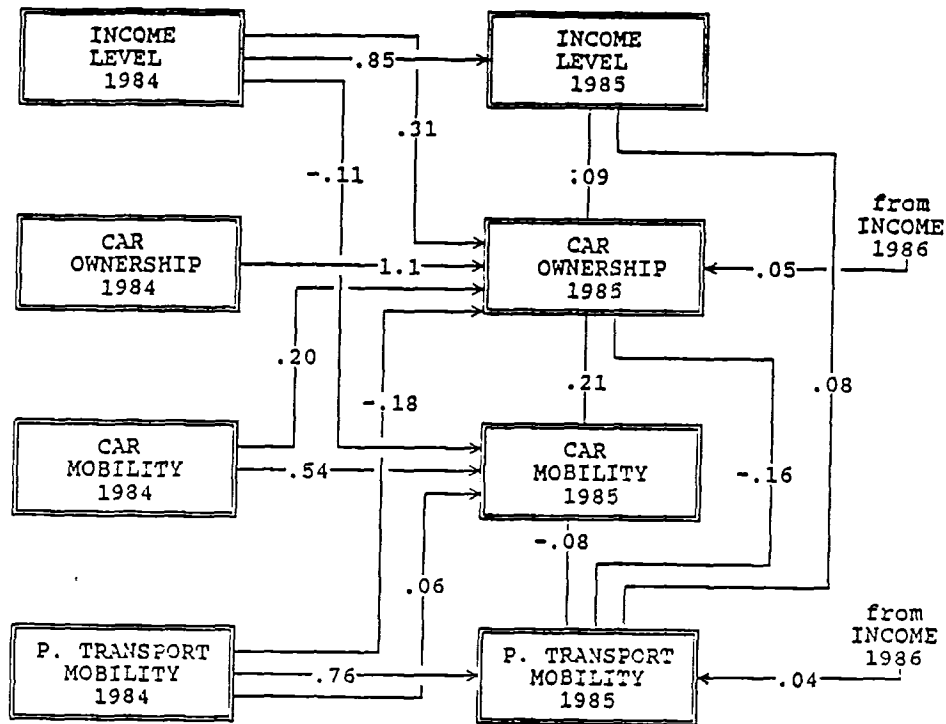 INCOME
LEVEL
1984
INCOME
LEVEL
1985
.85
.31
-.11
:09
from
INCOME
1986
CAR
OWNERSHIP
1984
CAR
OWNERSHIP
1985
1.1
.05
.20
-.18
.21
.08
CAR
MOBILITY
1984
CAR
MOBILITY
1985
.54
-.16
-.08
.06
from
INCOME
1986
P. TRANSPORT
MOBILITY
1984
P. TRANSPORT
MOBILITY
1985
.76
.04